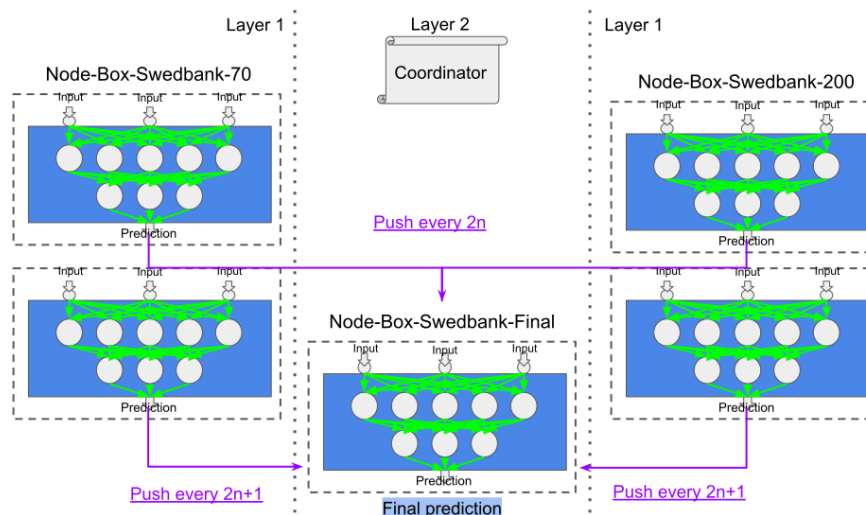 Layer 1
Layer 2
Layer 1
Coordinator
Node-Box-Swedbank-70
Input
Input
Input
Prediction
Node-Box-Swedbank-200
Input
Input
Input
Prediction
Push every 2n
Input
Input
Input
Prediction
Input
Input
Input
Prediction
Node-Box-Swedbank-Final
Input
Input
Input
Prediction
Push every 2n+1
Push every 2n+1
Final prediction